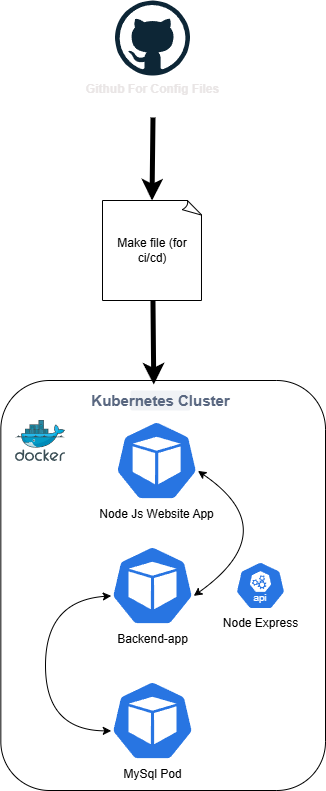 Github For Config Files
Make file (for
ci/cd)
Kubernetes Cluster
docker
Node Js Website App
Backend-app
api
Node Express
MySql Pod